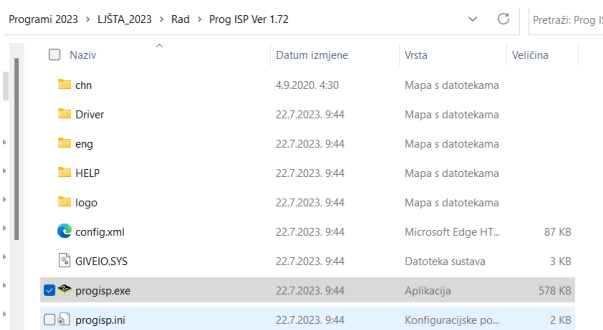 Programi 2023 > LJŠTA_2023 > Rad > Prog ISP Ver 1.72 Pretraži: Prog IS
Naziv Datum izmjene Vrsta Veličina
chn 4.9.2020. 4:30 Mapa s datotekama
Driver 22.7.2023. 9:44 Mapa s datotekama
eng 22.7.2023. 9:44 Mapa s datotekama
HELP 22.7.2023. 9:44 Mapa s datotekama
logo 22.7.2023. 9:44 Mapa s datotekama
config.xml 22.7.2023. 9:44 Microsoft Edge HT... 87 KB
GIVEIO.SYS 22.7.2023. 9:44 Datoteka sustava 3 KB
progisp.exe 22.7.2023. 9:44 Aplikacija 578 KB
progisp.ini 22.7.2023. 9:44 Konfiguracijske po... 2 KB